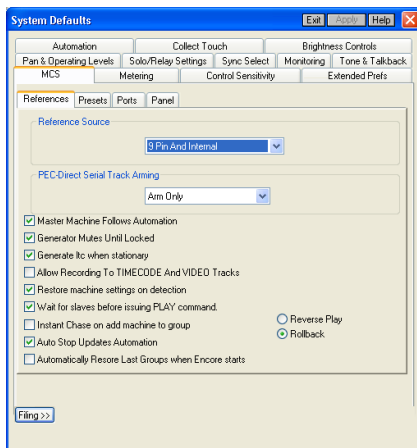 System Defaults Exit Apply Help
Automation Collect Touch Brightness Controls
Pan & Operating Levels Solo/Relay Settings Sync Select Monitoring Tone & Talkback
MCS Metering Control Sensitivity Extended Prefs
References Presets Ports Panel
Reference Source
9 Pin And Internal
PEC-Direct Serial Track Arming
Arm Only
Master Machine Follows Automation
Generator Mutes Until Locked
Generate ltc when stationary
Allow Recording To TIMECODE And VIDEO Tracks
Restore machine settings on detection
Wait for slaves before issuing PLAY command.
Instant Chase on add machine to group
Reverse Play
Rollback
Auto Stop Updates Automation
Automatically Resore Last Groups when Encore starts
Filing >>